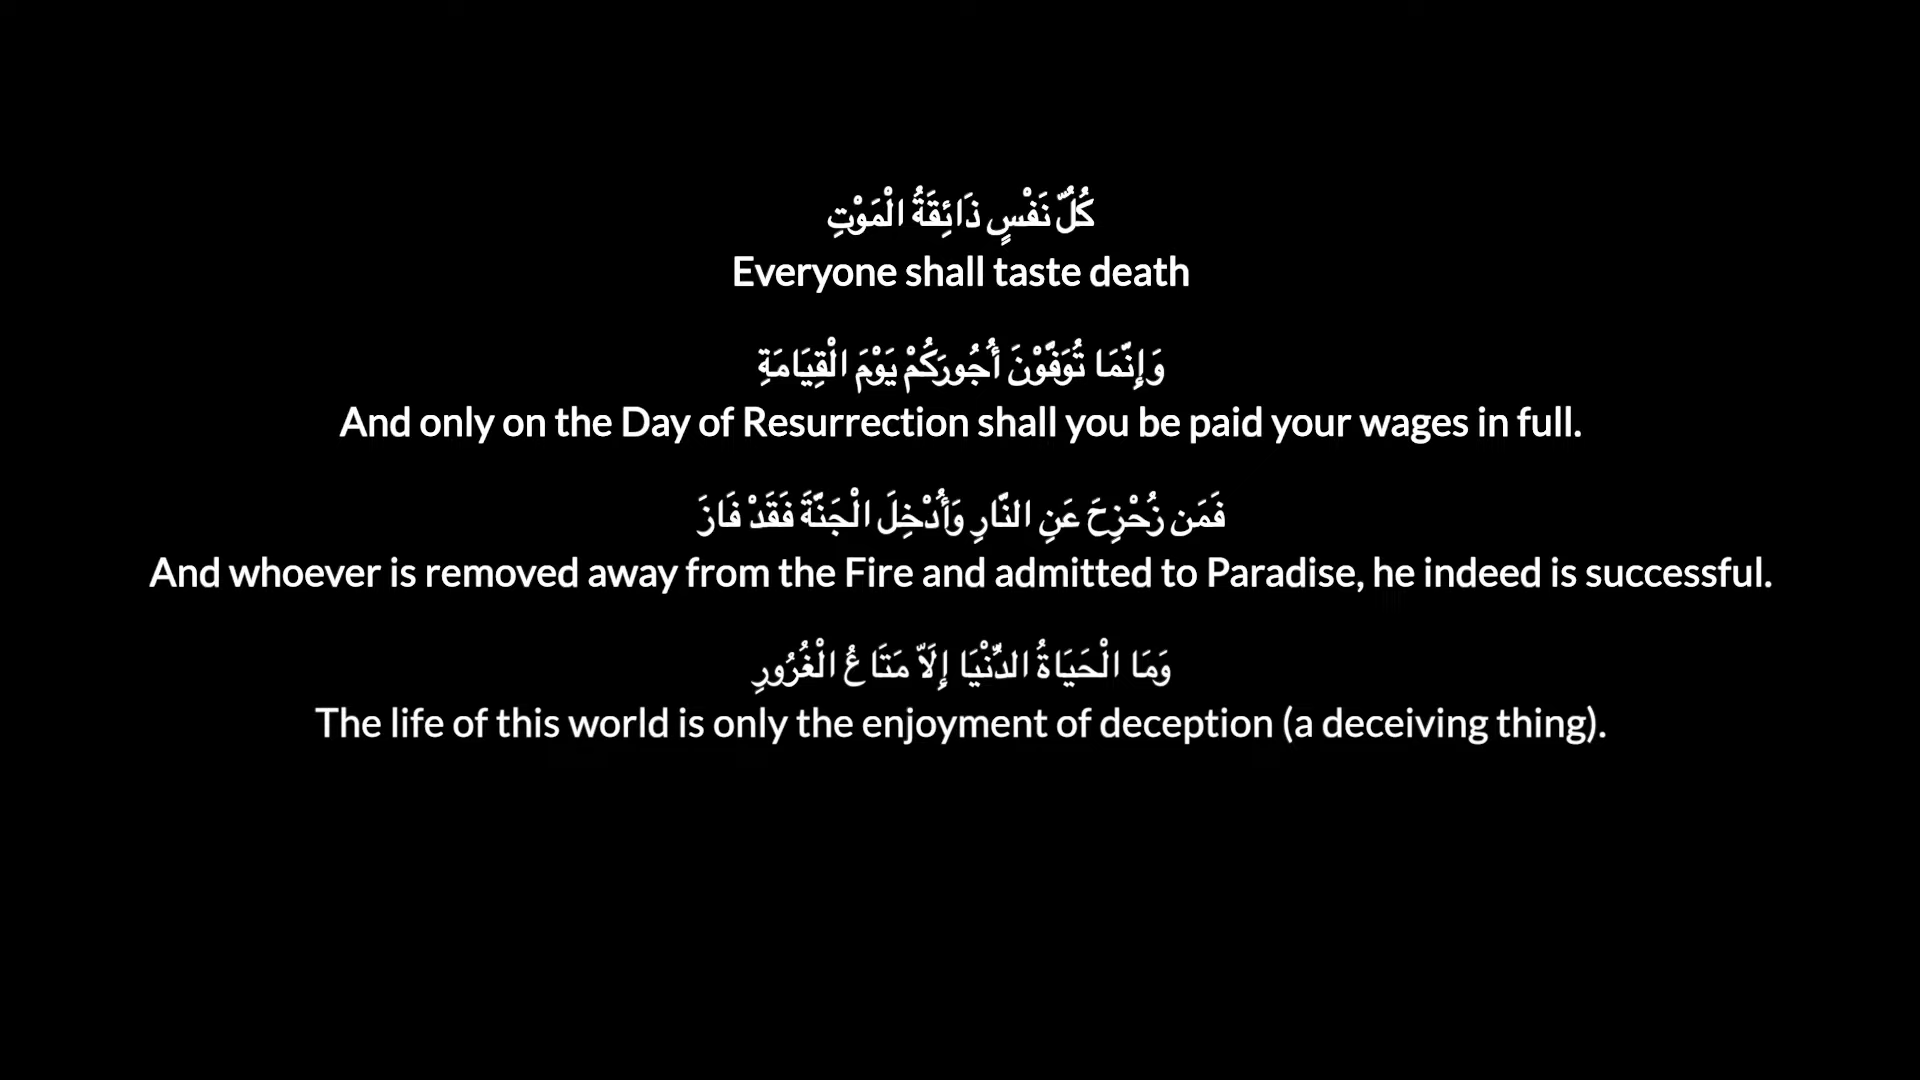 كُلُّ نَفْسٍ ذَائِقَةُ الْمَوْتِ
Everyone shall taste death
وَإِنَّمَا تُوَفَّوْنَ أُجُورَكُمْ يَوْمَ الْقِيَامَةِ
And only on the Day of Resurrection shall you be paid your wages in full.
فَمَن زُحْزِحَ عَنِ النَّارِ وَأُدْخِلَ الْجَنَّةَ فَقَدْ فَازَ
And whoever is removed away from the Fire and admitted to Paradise, he indeed is successful.
وَمَا الْحَيَاةُ الدُّنْيَا إِلَّا مَتَاعُ الْغُرُورِ
The life of this world is only the enjoyment of deception (a deceiving thing).